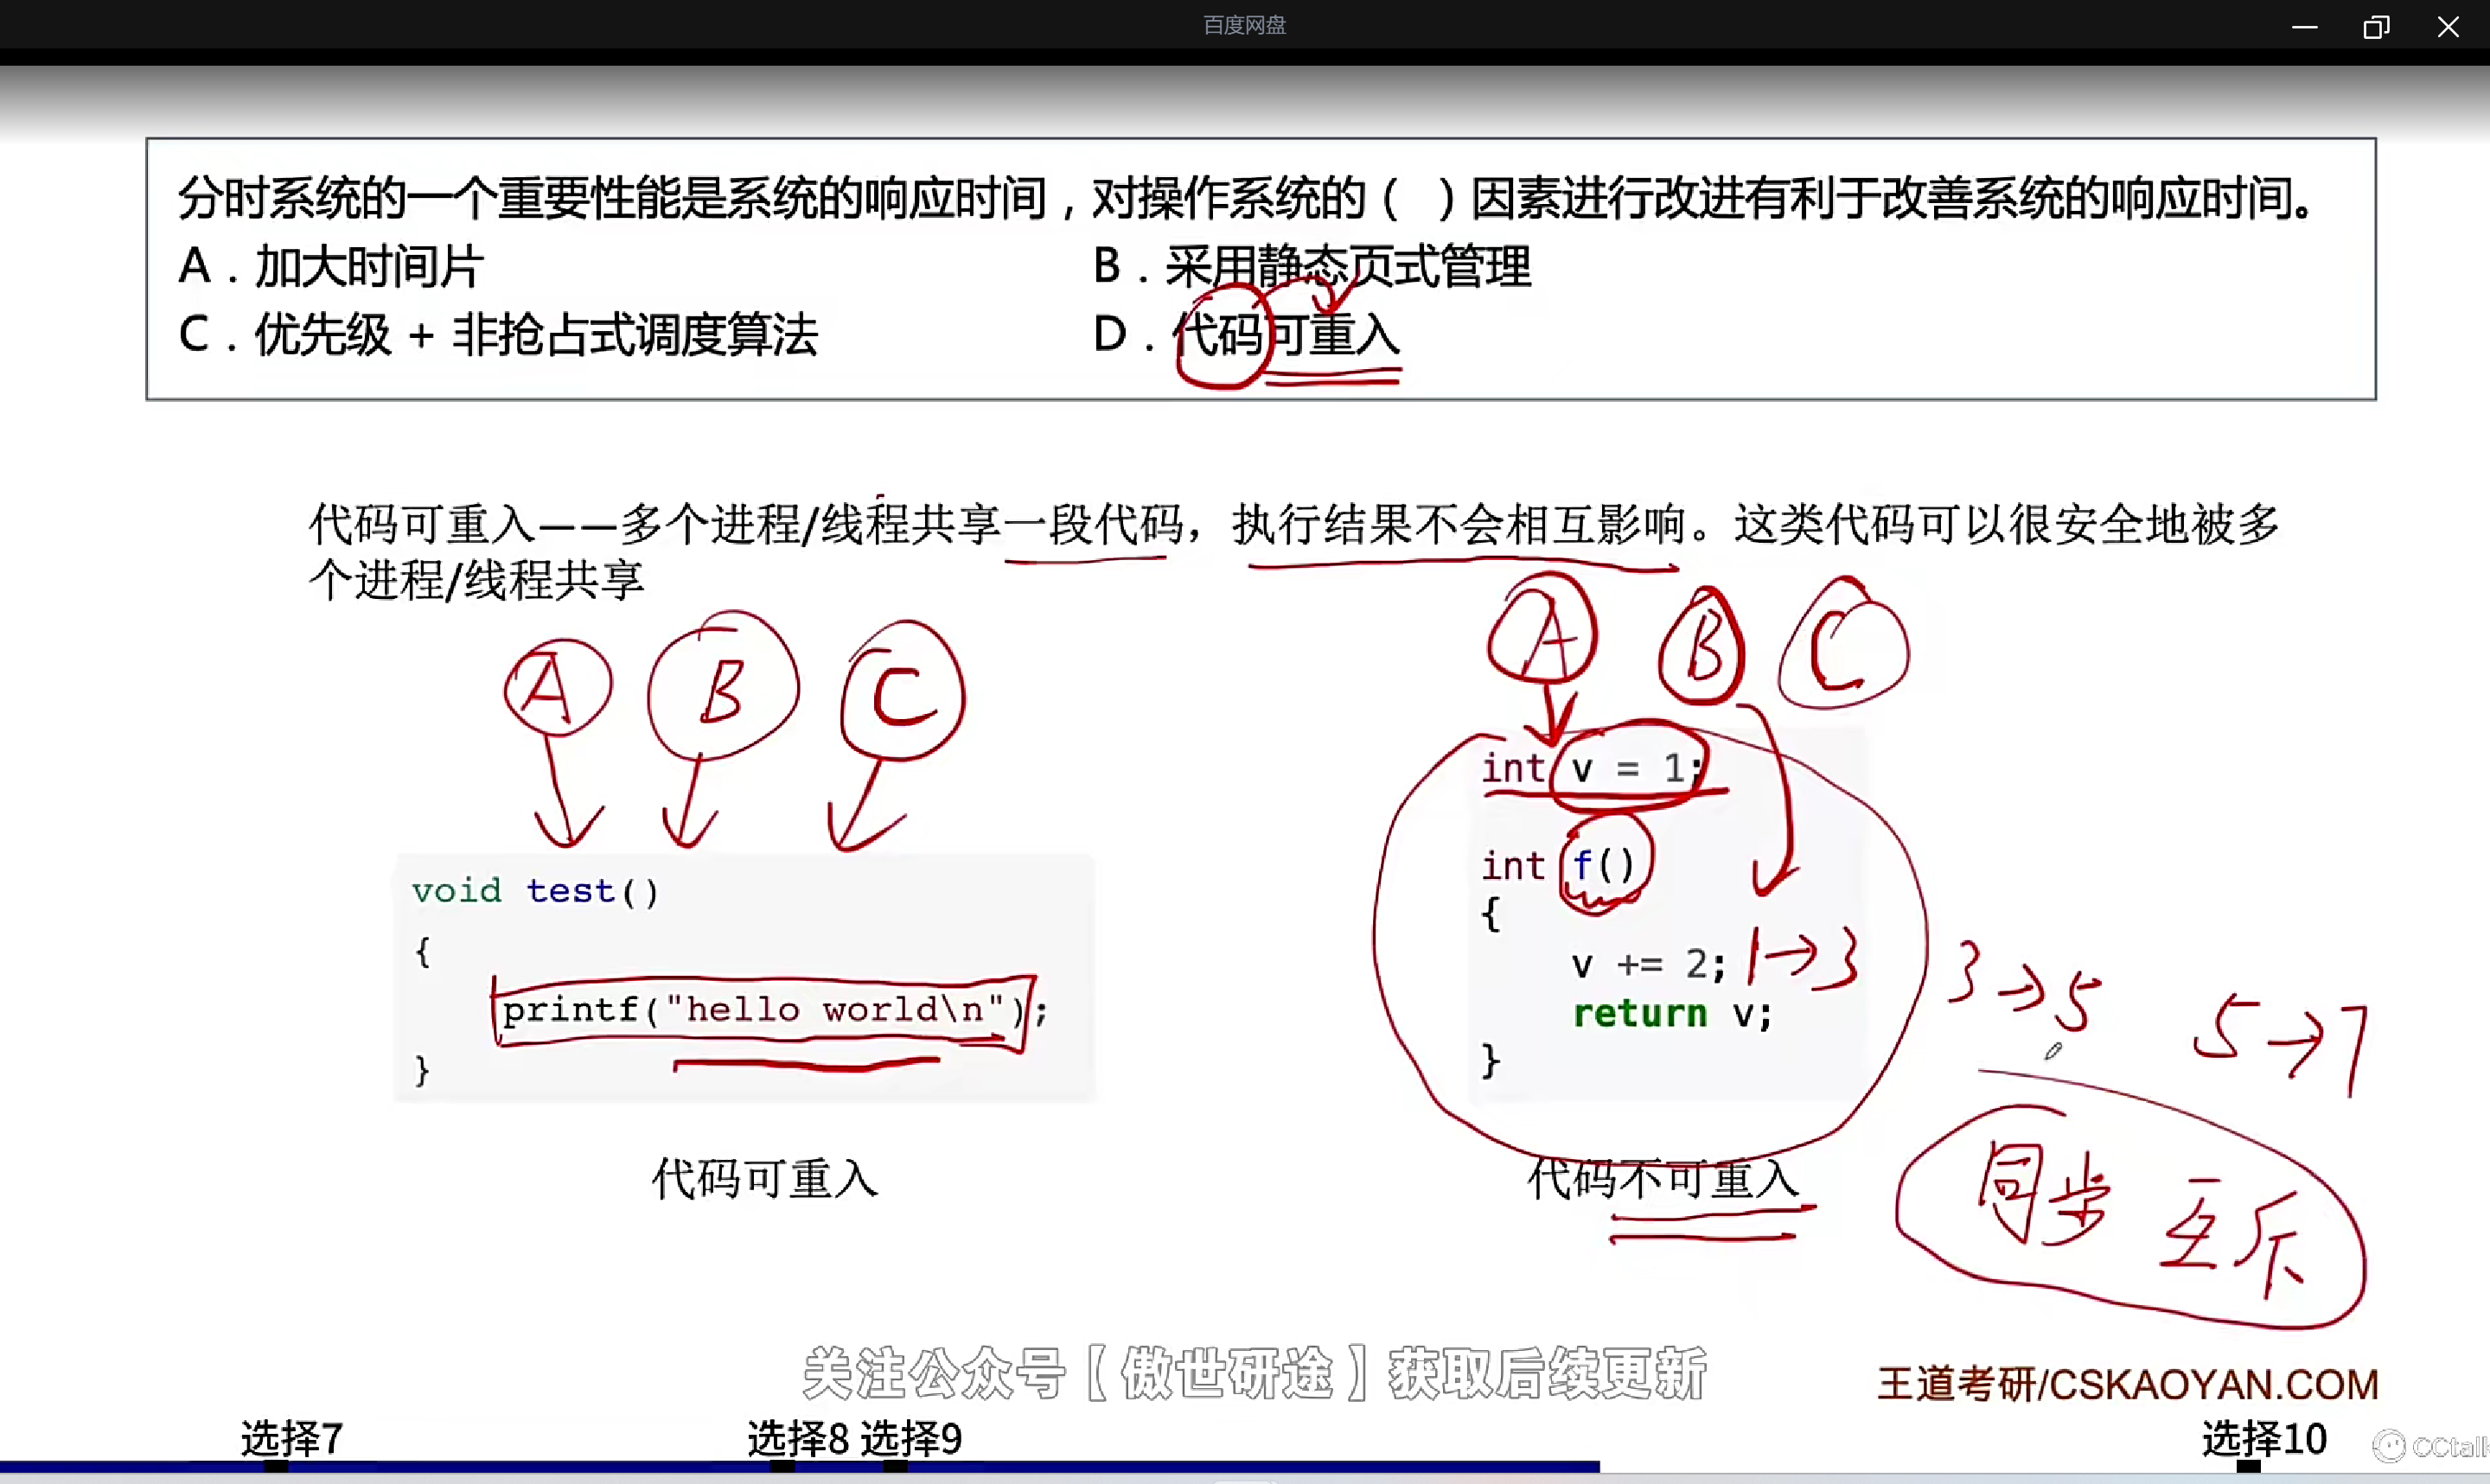 百度网盘
分时系统的一个重要性能是系统的响应时间，对操作系统的（　）因素进行改进有利于改善系统的响应时间。
A．加大时间片 B．采用静态页式管理
C．优先级 + 非抢占式调度算法 D．代码可重入
代码可重入——多个进程/线程共享一段代码，执行结果不会相互影响。这类代码可以很安全地被多
个进程/线程共享
A B C
A B C
void test()
{
printf("hello world\n");
}
代码可重入
int v = 1;
int f()
{
v += 2; 1→3
return v;
}
3→5 5→7
代码不可重入
同步 互斥
关注公众号【傲世研途】获取后续更新
王道考研/CSKAOYAN.COM
选择7 选择8 选择9 选择10
CCtalk